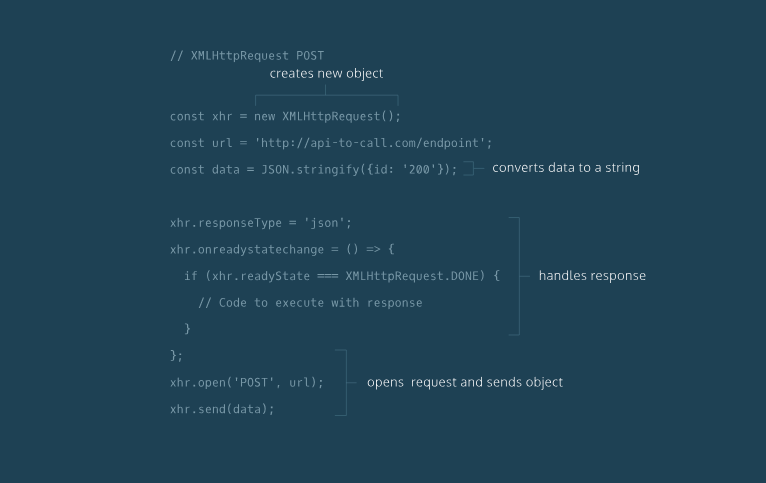 // XMLHttpRequest POST
creates new object
const xhr = new XMLHttpRequest();
const url = 'http://api-to-call.com/endpoint';
const data = JSON.stringify({id: '200'}); converts data to a string
xhr.responseType = 'json';
xhr.onreadystatechange = () => {
if (xhr.readyState === XMLHttpRequest.DONE) { handles response
// Code to execute with response
}
};
xhr.open('POST', url); opens  request and sends object
xhr.send(data);